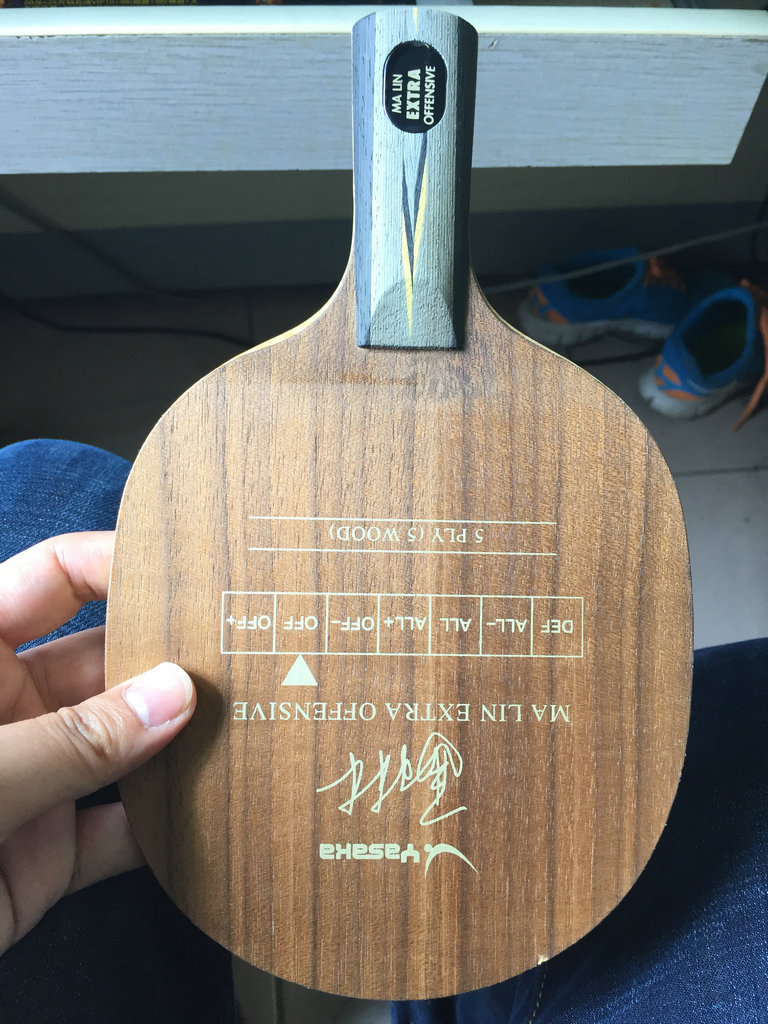 Yasaka
MA LIN EXTRA OFFENSIVE
DEF ALL- ALL ALL+ OFF- OFF OFF+
5 PLY (5 WOOD)
MA LIN
EXTRA
OFFENSIVE